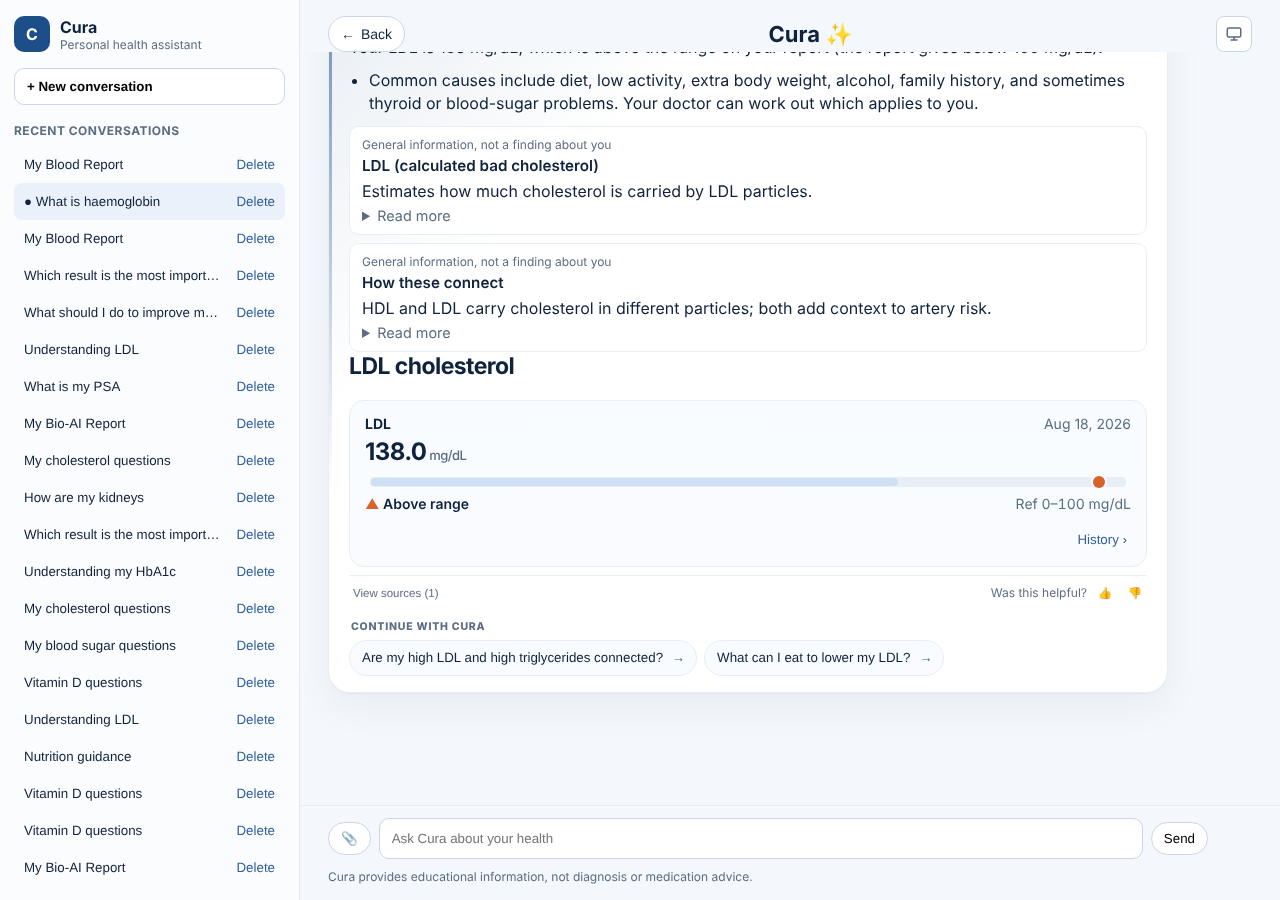 C
Cura
Personal health assistant
+ New conversation
RECENT CONVERSATIONS
My Blood Report Delete
● What is haemoglobin Delete
My Blood Report Delete
Which result is the most import… Delete
What should I do to improve m… Delete
Understanding LDL Delete
What is my PSA Delete
My Bio-AI Report Delete
My cholesterol questions Delete
How are my kidneys Delete
Which result is the most import… Delete
Understanding my HbA1c Delete
My cholesterol questions Delete
My blood sugar questions Delete
Vitamin D questions Delete
Understanding LDL Delete
Nutrition guidance Delete
Vitamin D questions Delete
Vitamin D questions Delete
My Bio-AI Report Delete
← Back
Cura ✨
• Common causes include diet, low activity, extra body weight, alcohol, family history, and sometimes
thyroid or blood-sugar problems. Your doctor can work out which applies to you.
General information, not a finding about you
LDL (calculated bad cholesterol)
Estimates how much cholesterol is carried by LDL particles.
▶ Read more
General information, not a finding about you
How these connect
HDL and LDL carry cholesterol in different particles; both add context to artery risk.
▶ Read more
LDL cholesterol
LDL Aug 18, 2026
138.0 mg/dL
▲ Above range Ref 0–100 mg/dL
History ›
View sources (1) Was this helpful? 👍 👎
CONTINUE WITH CURA
Are my high LDL and high triglycerides connected? → What can I eat to lower my LDL? →
📎 Ask Cura about your health Send
Cura provides educational information, not diagnosis or medication advice.